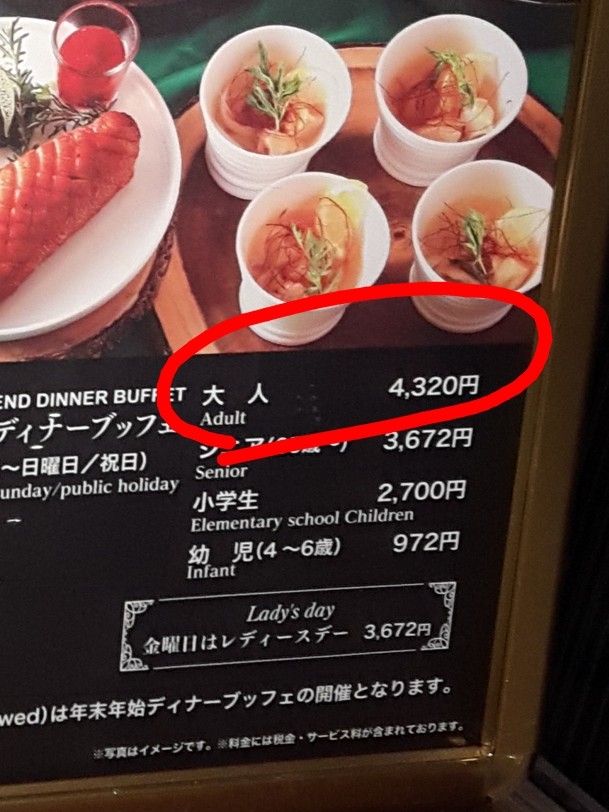 END DINNER BUFFET
ディナーブッフェ
～日曜日／祝日)
unday/public holiday
大 人 4,320円
Adult
3,672円
Senior
小学生 2,700円
Elementary school Children
幼 児(4～6歳) 972円
Infant
Lady's day
金曜日はレディースデー 3,672円
wed)は年末年始ディナーブッフェの開催となります。
※写真はイメージです。※料金には税金・サービス料が含まれております。